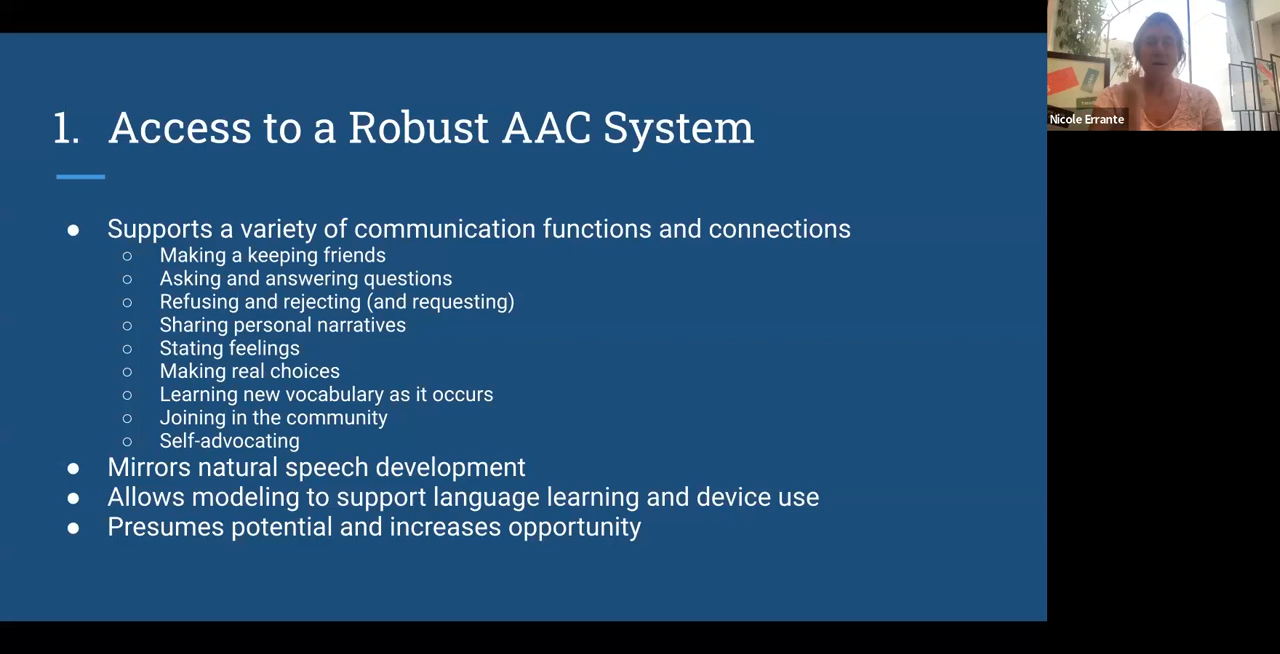 1. Access to a Robust AAC System
● Supports a variety of communication functions and connections
○ Making a keeping friends
○ Asking and answering questions
○ Refusing and rejecting (and requesting)
○ Sharing personal narratives
○ Stating feelings
○ Making real choices
○ Learning new vocabulary as it occurs
○ Joining in the community
○ Self-advocating
● Mirrors natural speech development
● Allows modeling to support language learning and device use
● Presumes potential and increases opportunity
Nicole Errante